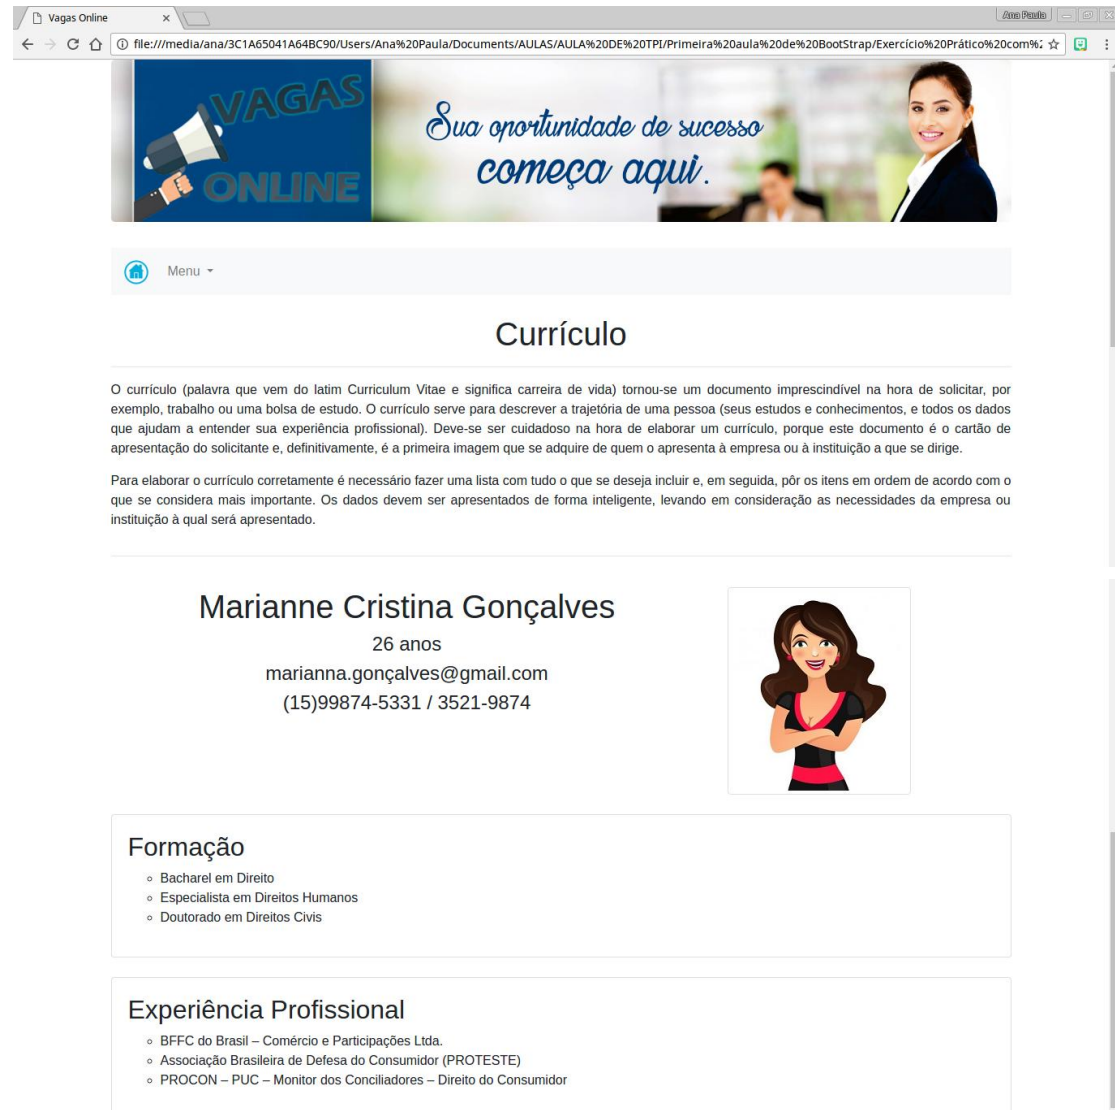 Vagas Online
Ana Paula
file:///media/ana/3C1A65041A64BC90/Users/Ana%20Paula/Documents/AULAS/AULA%20DE%20TPI/Primeira%20aula%20de%20BootStrap/Exercício%20Prático%20com%2
VAGAS
ONLINE
Sua oportunidade de sucesso
começa aqui.
Menu
Currículo
O currículo (palavra que vem do latim Curriculum Vitae e significa carreira de vida) tornou-se um documento imprescindível na hora de solicitar, por
exemplo, trabalho ou uma bolsa de estudo. O currículo serve para descrever a trajetória de uma pessoa (seus estudos e conhecimentos, e todos os dados
que ajudam a entender sua experiência profissional). Deve-se ser cuidadoso na hora de elaborar um currículo, porque este documento é o cartão de
apresentação do solicitante e, definitivamente, é a primeira imagem que se adquire de quem o apresenta à empresa ou à instituição a que se dirige.
Para elaborar o currículo corretamente é necessário fazer uma lista com tudo o que se deseja incluir e, em seguida, pôr os itens em ordem de acordo com o
que se considera mais importante. Os dados devem ser apresentados de forma inteligente, levando em consideração as necessidades da empresa ou
instituição à qual será apresentado.
Marianne Cristina Gonçalves
26 anos
marianna.gonçalves@gmail.com
(15)99874-5331 / 3521-9874
Formação
Bacharel em Direito
Especialista em Direitos Humanos
Doutorado em Direitos Civis
Experiência Profissional
BFFC do Brasil – Comércio e Participações Ltda.
Associação Brasileira de Defesa do Consumidor (PROTESTE)
PROCON – PUC – Monitor dos Conciliadores – Direito do Consumidor